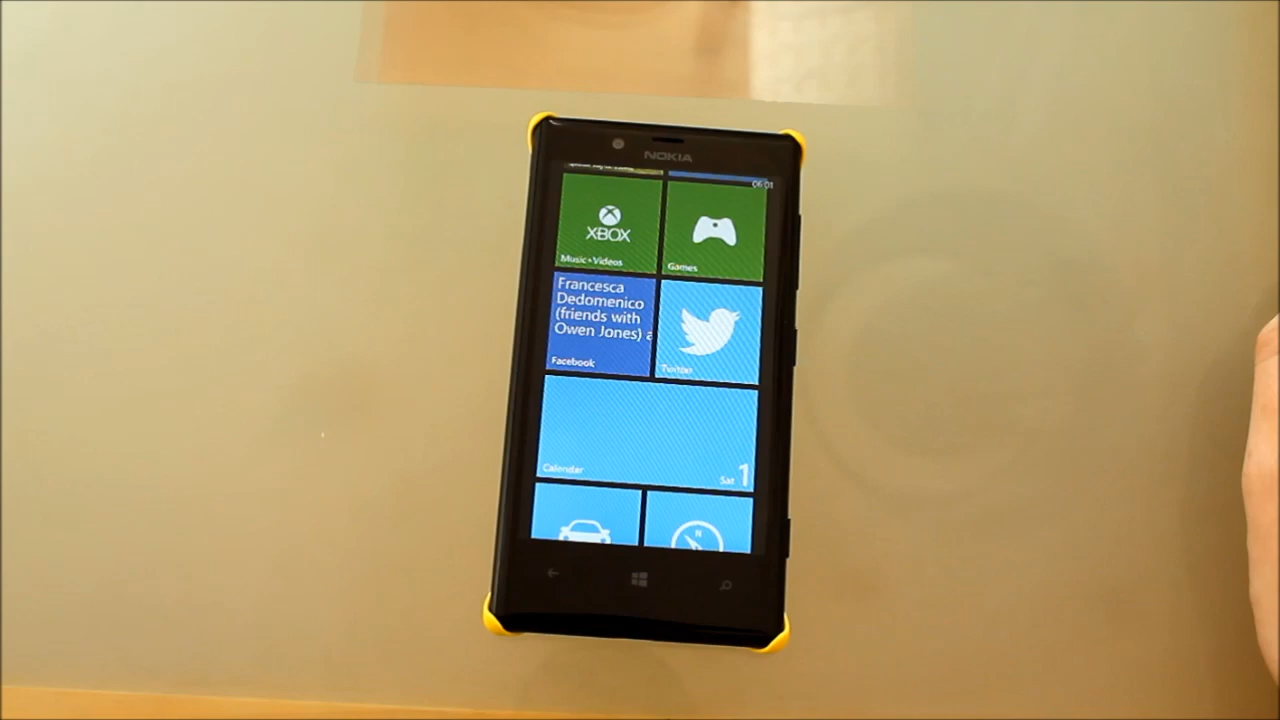 NOKIA
06:01
XBOX
Music+Videos
Games
Francesca
Dedomenico
(friends with
Owen Jones) a
Facebook
Twitter
Calendar
Sat 1
N